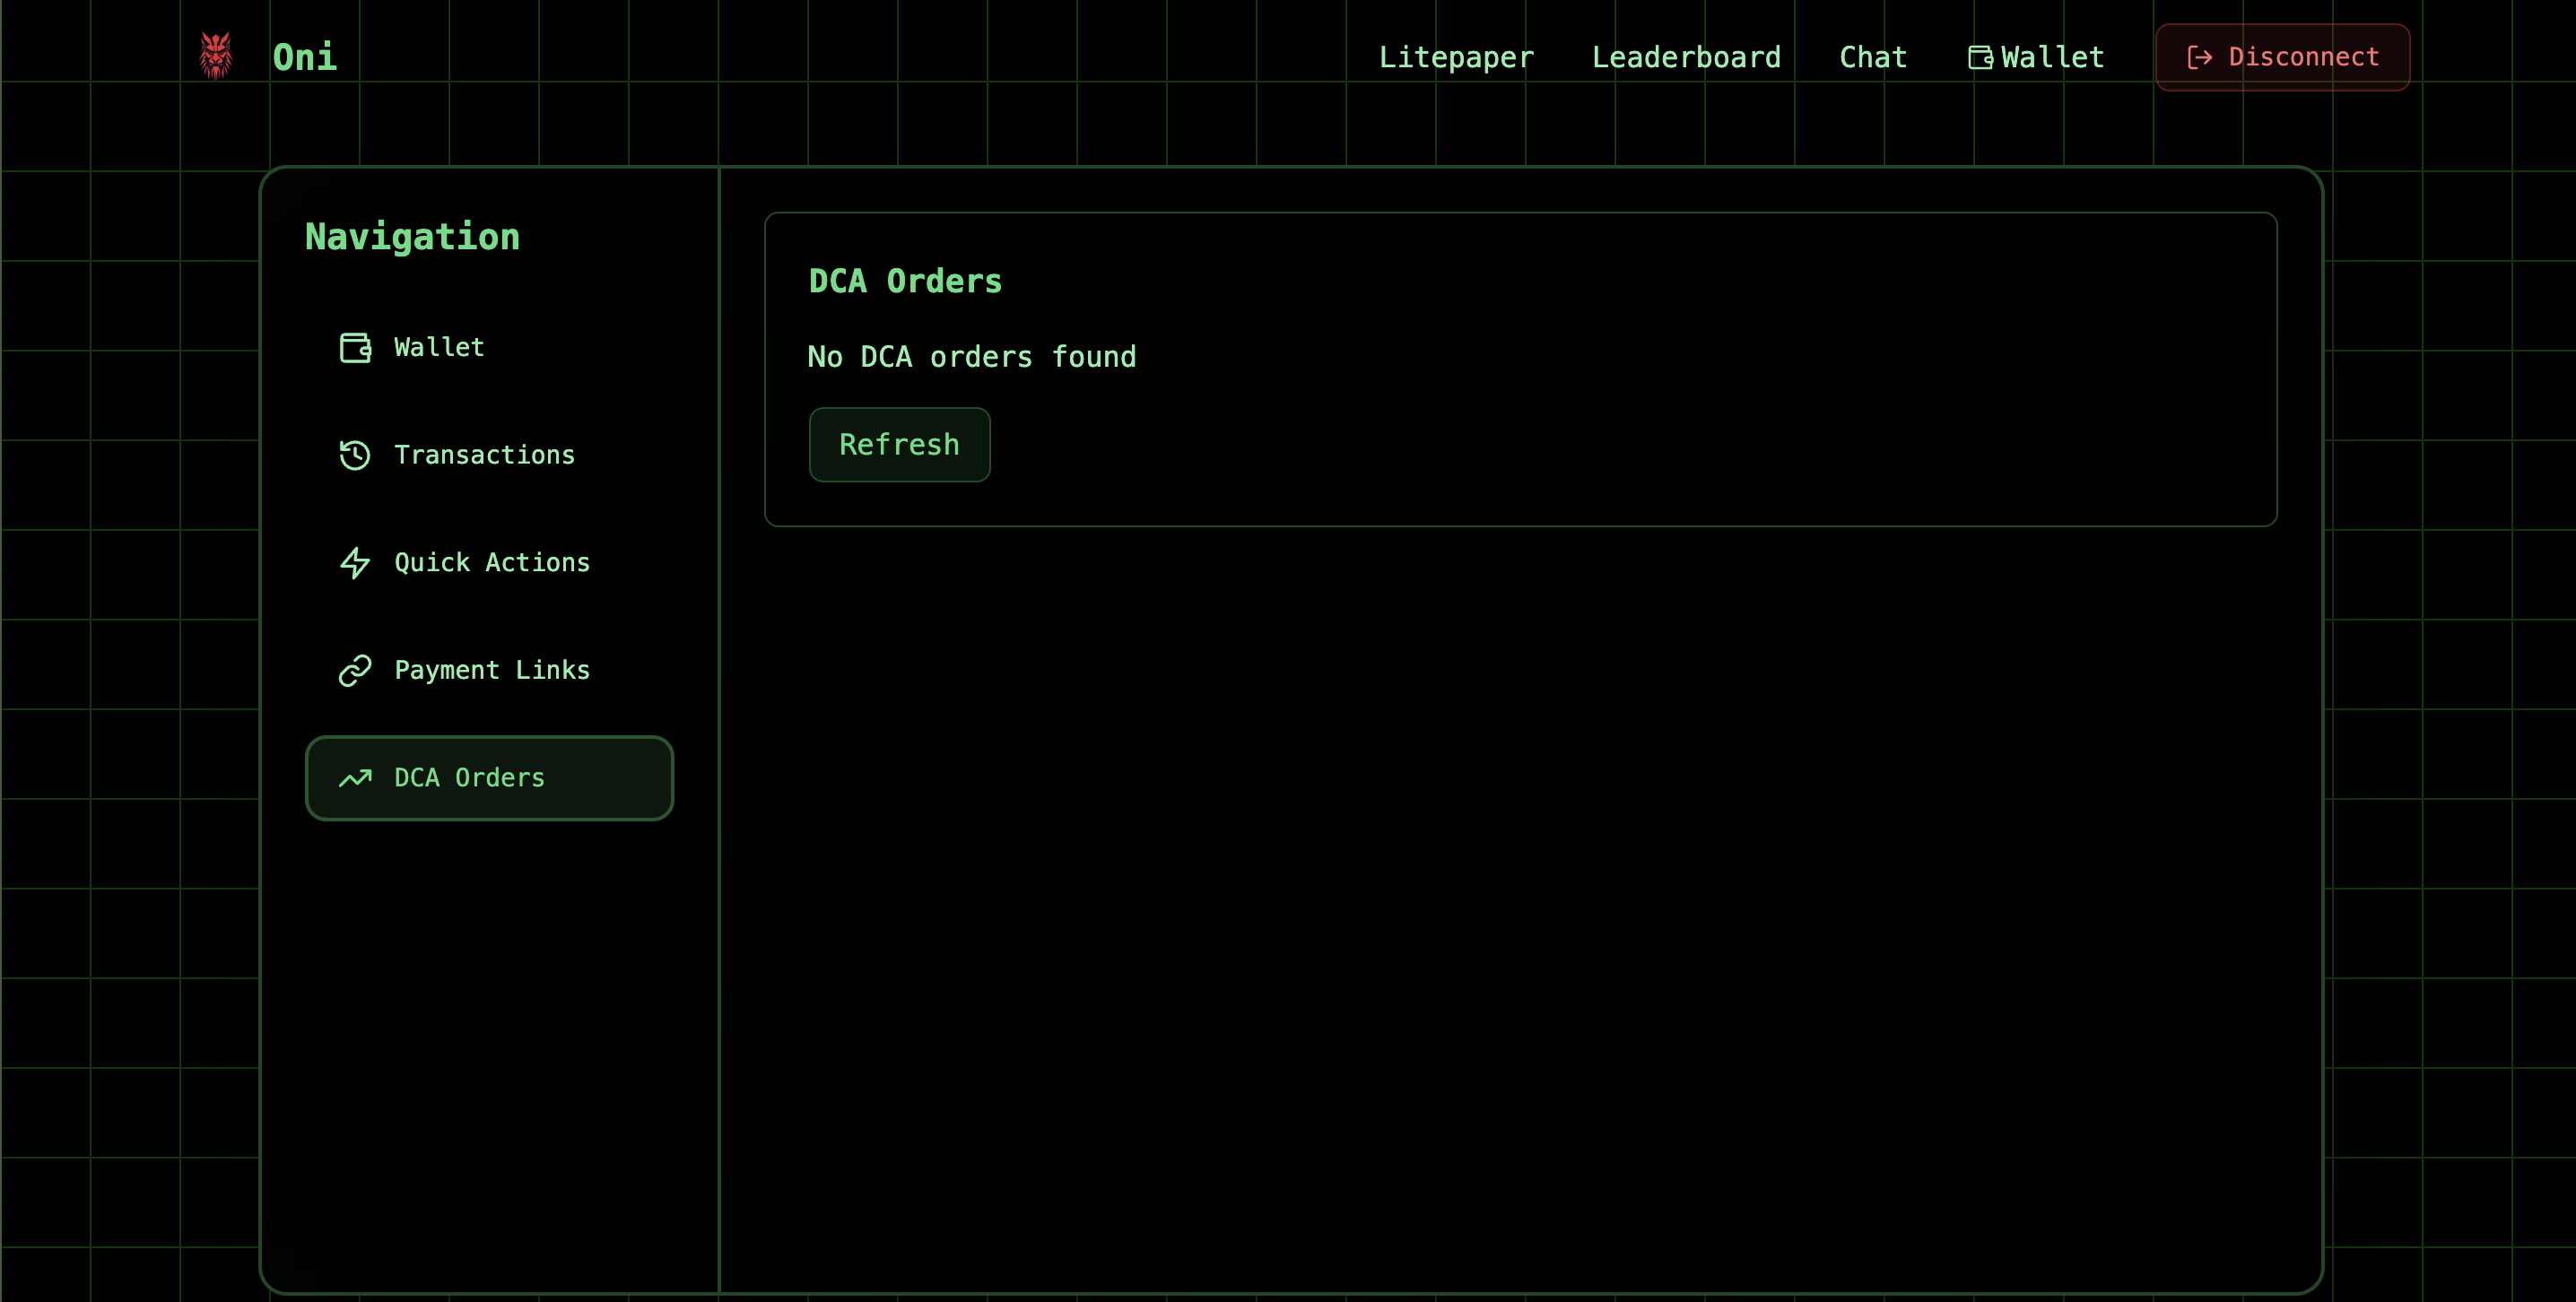 Oni
Litepaper
Leaderboard
Chat
Wallet
Disconnect
Navigation
Wallet
Transactions
Quick Actions
Payment Links
DCA Orders
DCA Orders
No DCA orders found
Refresh